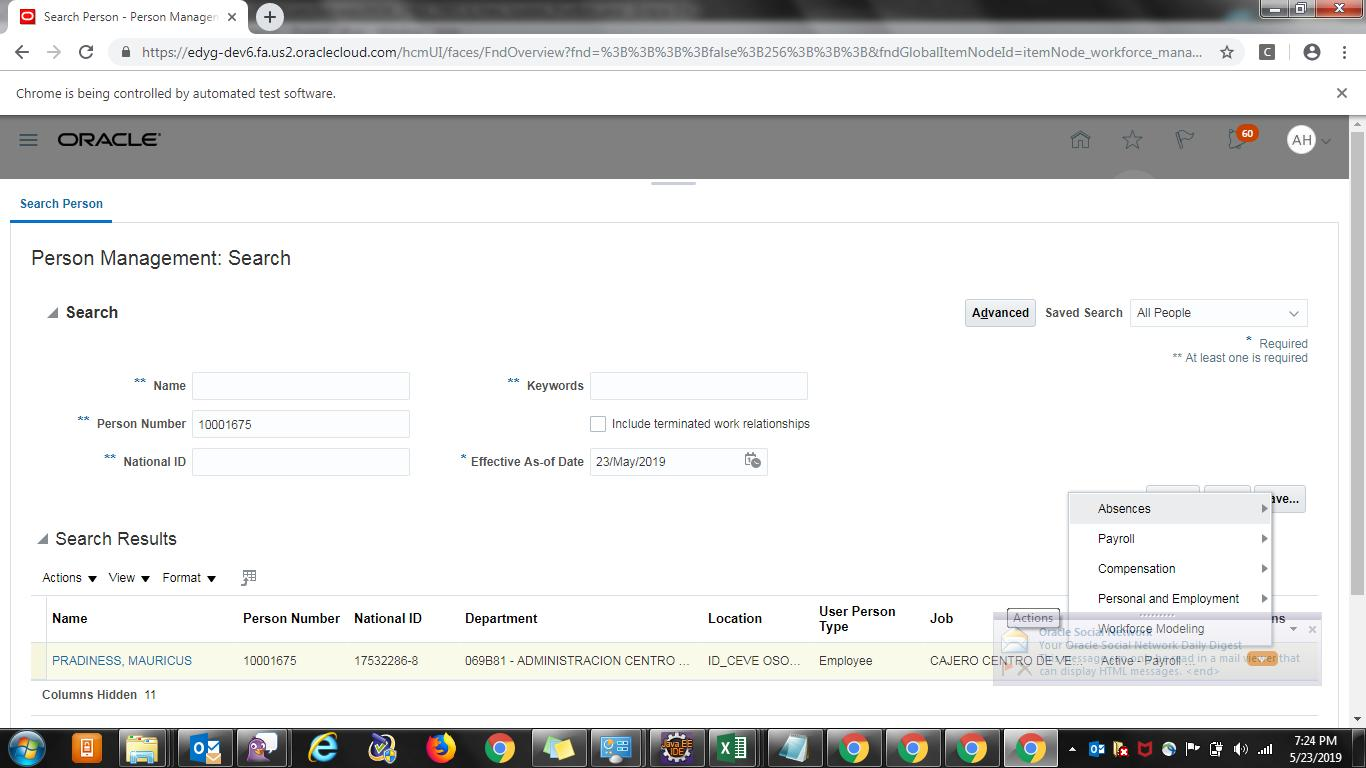 Search Person - Person Managen
https://edyg-dev6.fa.us2.oraclecloud.com/hcmUI/faces/FndOverview?fnd=%3B%3B%3B%3Bfalse%3B256%3B%3B%3B&fndGlobalItemNodeId=itemNode_workforce_mana...
C
Chrome is being controlled by automated test software.
ORACLE
60
AH
Search Person
Person Management: Search
Search
Advanced
Saved Search
All People
* Required
** At least one is required
** Name
** Keywords
** Person Number
10001675
Include terminated work relationships
** National ID
* Effective As-of Date
23/May/2019
ave...
Absences
Payroll
Compensation
Personal and Employment
Workforce Modeling
Search Results
Actions
View
Format
Name
Person Number
National ID
Department
Location
User Person Type
Job
Actions
ns
PRADINESS, MAURICUS
10001675
17532286-8
069B81 - ADMINISTRACION CENTRO ...
ID_CEVE OSO...
Employee
CAJERO CENTRO DE VE...
Active - Payroll ...
Oracle Social Network
Your Oracle Social Network Daily Digest
can display HTML messages. <end>
Columns Hidden 11
Java EE
IDE
7:24 PM
5/23/2019